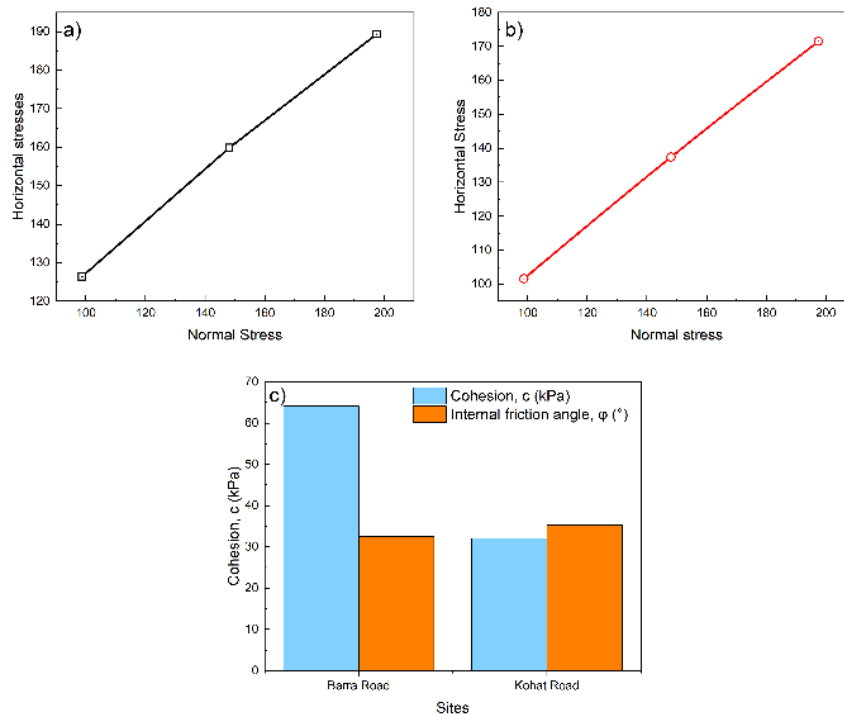 a)
190
180
170
160
150
140
130
120
100
120
140
160
180
200
Horizontal stresses
Normal Stress
b)
180
170
160
150
140
130
120
110
100
100
120
140
160
180
200
Horizontal Stress
Normal stress
c)
70
60
50
40
30
20
10
0
Cohesion, c (kPa)
Cohesion, c (kPa)
Internal friction angle, φ (°)
Barra Road
Kohat Road
Sites